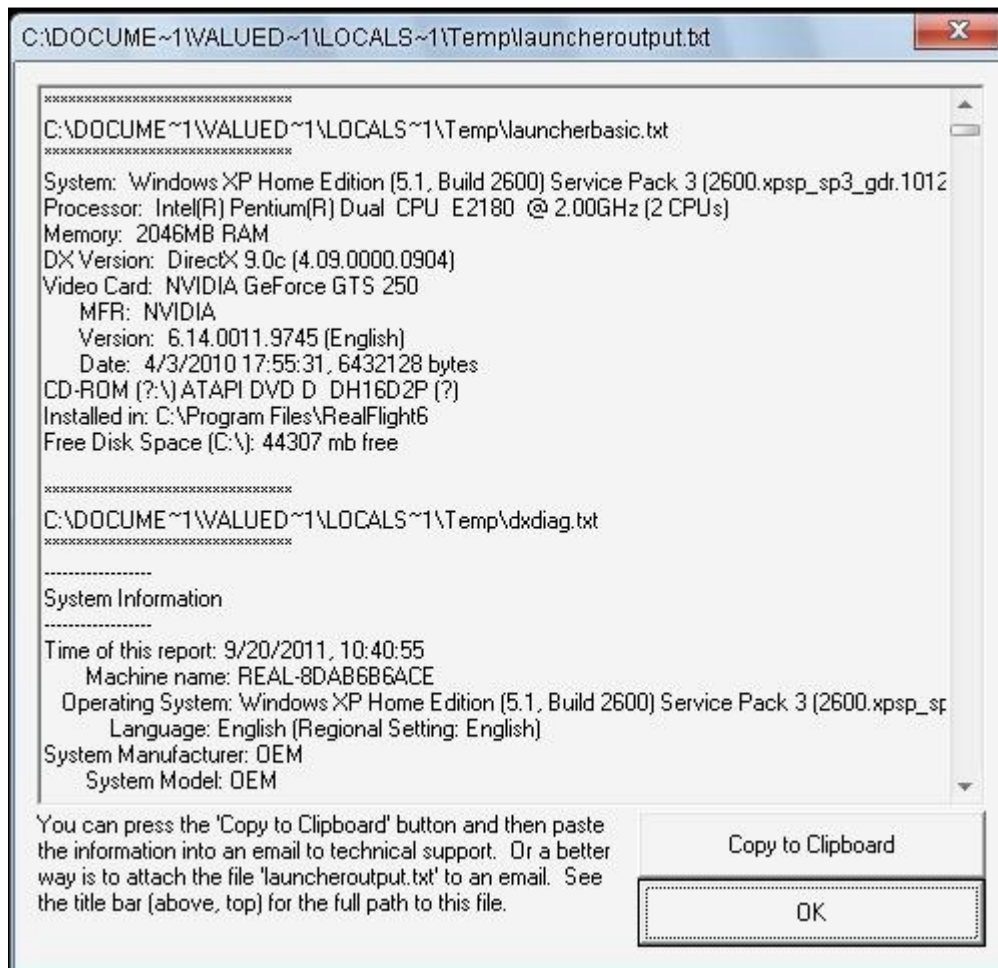 C:\DOCUME~1\VALUED~1\LOCALS~1\Temp\launcheroutput.txt
*******************************
C:\DOCUME~1\VALUED~1\LOCALS~1\Temp\launcherbasic.txt
*******************************
System:  Windows XP Home Edition (5.1, Build 2600) Service Pack 3 (2600.xpsp_sp3_gdr.1012
Processor:  Intel(R) Pentium(R) Dual  CPU  E2180  @ 2.00GHz (2 CPUs)
Memory:  2046MB RAM
DX Version:  DirectX 9.0c (4.09.0000.0904)
Video Card:  NVIDIA GeForce GTS 250
MFR:  NVIDIA
Version:  6.14.0011.9745 (English)
Date:  4/3/2010 17:55:31, 6432128 bytes
CD-ROM (?:\) ATAPI DVD D  DH16D2P (?)
Installed in: C:\Program Files\RealFlight6
Free Disk Space (C:\): 44307 mb free
*******************************
C:\DOCUME~1\VALUED~1\LOCALS~1\Temp\dxdiag.txt
*******************************
------------------
System Information
------------------
Time of this report: 9/20/2011, 10:40:55
Machine name: REAL-8DAB6B6ACE
Operating System: Windows XP Home Edition (5.1, Build 2600) Service Pack 3 (2600.xpsp_sp
Language: English (Regional Setting: English)
System Manufacturer: OEM
System Model: OEM
You can press the 'Copy to Clipboard' button and then paste
the information into an email to technical support.  Or a better
way is to attach the file 'launcheroutput.txt' to an email.  See
the title bar (above, top) for the full path to this file.
Copy to Clipboard
OK